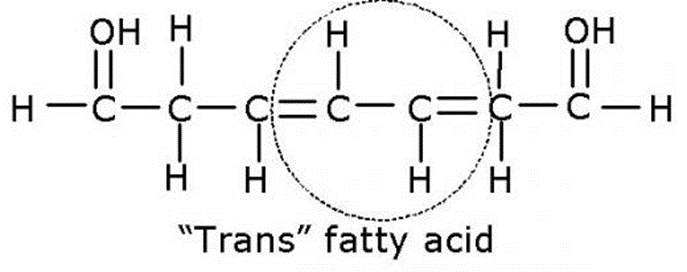 OH H H H OH
H C C C C C C C H
H H H H
"Trans" fatty acid